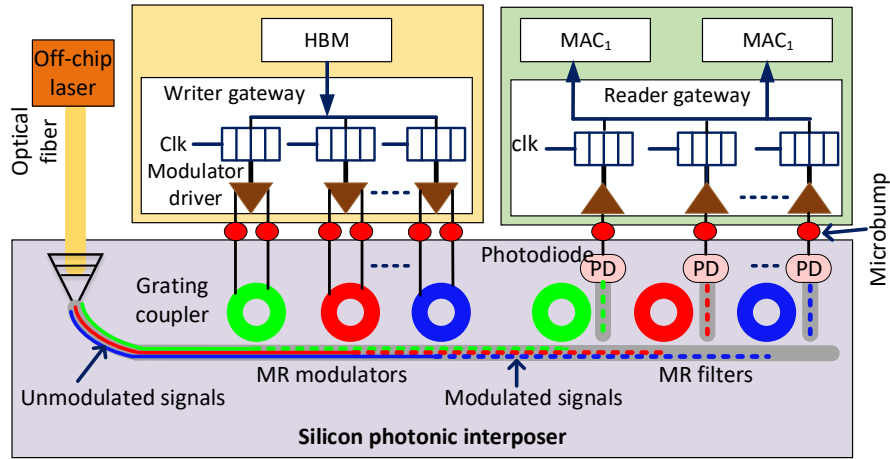 Off-chip
laser
Optical
fiber
HBM
Writer gateway
Clk
Modulator
driver
MAC1
MAC1
Reader gateway
clk
Microbump
Photodiode
PD
PD
PD
Grating
coupler
MR modulators
MR filters
Unmodulated signals
Modulated signals
Silicon photonic interposer